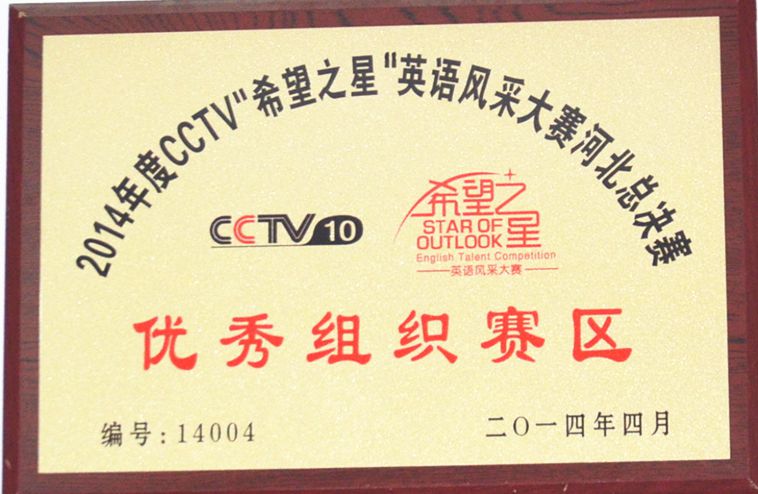 2014年度CCTV"希望之星"英语风采大赛河北总决赛
CCTV 10
希望之星
STAR OF
OUTLOOK
English Talent Competition
英语风采大赛
优秀组织赛区
编号:14004
二○一四年四月